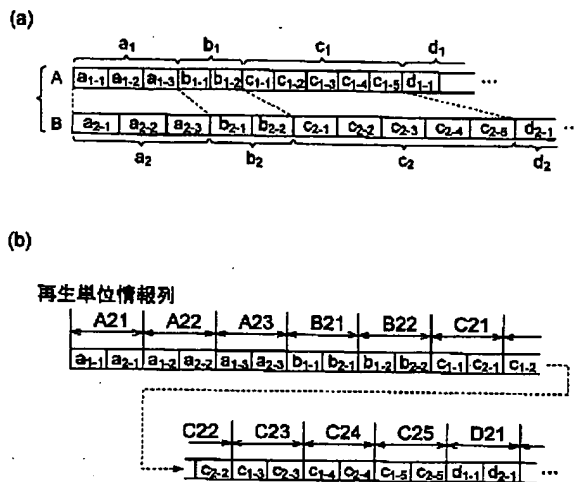 (a)
a1 b1 c1 d1
A a1-1 a1-2 a1-3 b1-1 b1-2 c1-1 c1-2 c1-3 c1-4 c1-5 d1-1 ...
B a2-1 a2-2 a2-3 b2-1 b2-2 c2-1 c2-2 c2-3 c2-4 c2-5 d2-1 ...
a2 b2 c2 d2
(b)
再生単位情報列
A21 A22 A23 B21 B22 C21
a1-1 a2-1 a1-2 a2-2 a1-3 a2-3 b1-1 b2-1 b1-2 b2-2 c1-1 c2-1 c1-2
C22 C23 C24 C25 D21
c2-2 c1-3 c2-3 c1-4 c2-4 c1-5 c2-5 d1-1 d2-1 ...